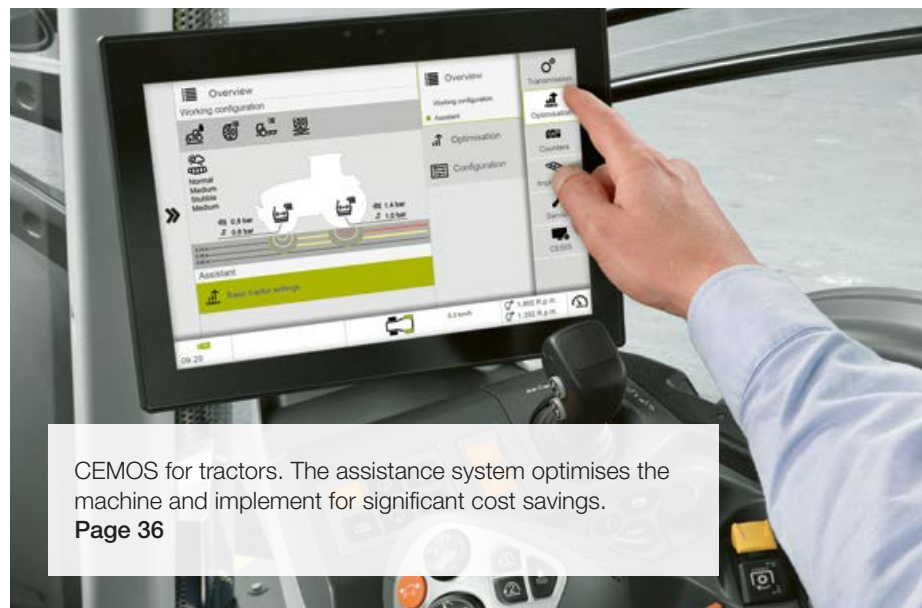 Overview
Working configuration
Normal
Medium
Stubble
Medium
0,8 bar
0.8 bar
1.4 bar
1.0 bar
Assistant
Basic tractor settings
09.20
Overview
Working configuration
Assistant
Optimisation
Configuration
Transmission
Optimisation
Counters
CEBIS
0.0 km/h
1.800 R.p.m.
1.350 R.p.m.
CEMOS for tractors. The assistance system optimises the
machine and implement for significant cost savings.
Page 36